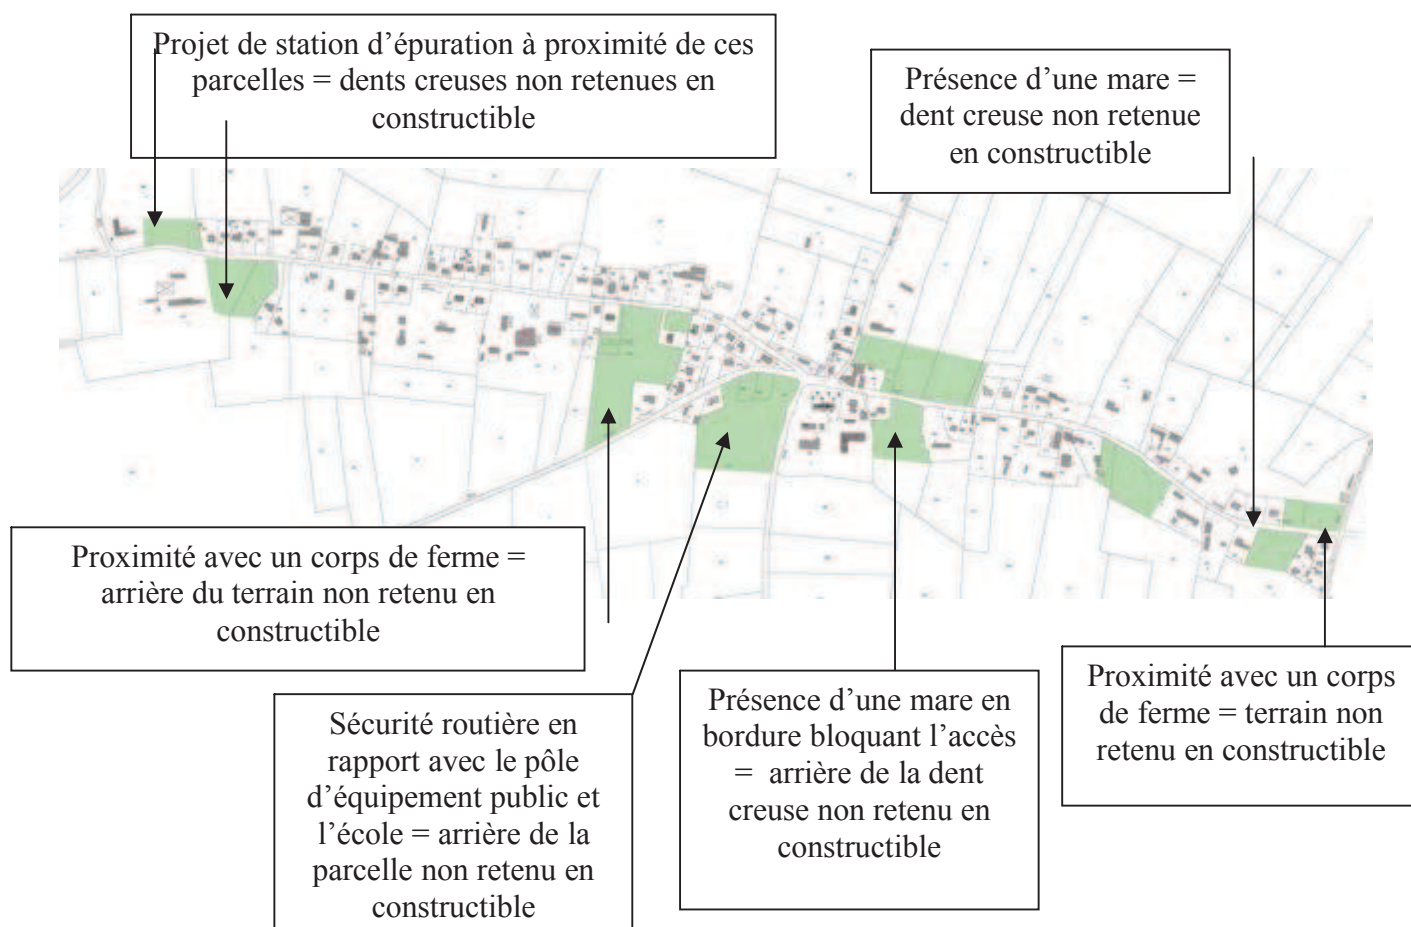 Projet de station d’épuration à proximité de ces
parcelles = dents creuses non retenues en
constructible
Présence d’une mare =
dent creuse non retenue
en constructible
Proximité avec un corps de ferme =
arrière du terrain non retenu en
constructible
Sécurité routière en
rapport avec le pôle
d’équipement public et
l’école = arrière de la
parcelle non retenu en
constructible
Présence d’une mare en
bordure bloquant l’accès
= arrière de la dent
creuse non retenu en
constructible
Proximité avec un corps
de ferme = terrain non
retenu en constructible